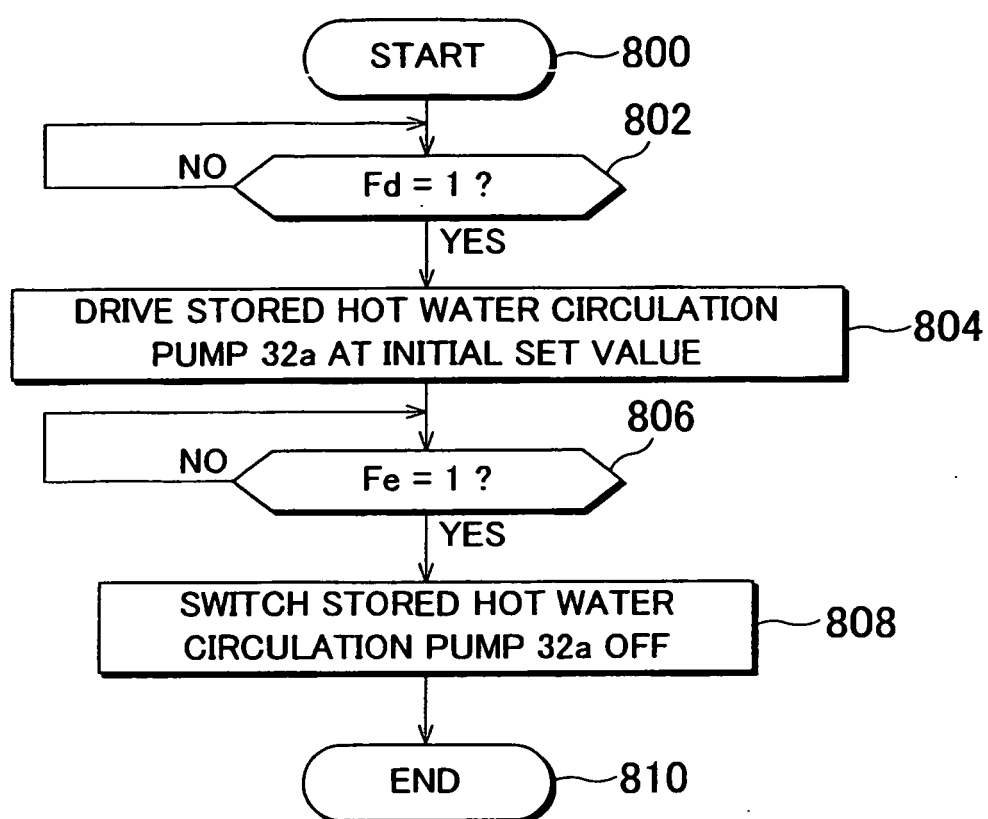 START
800
802
NO
Fd = 1 ?
YES
DRIVE STORED HOT WATER CIRCULATION
PUMP 32a AT INITIAL SET VALUE
804
806
NO
Fe = 1 ?
YES
SWITCH STORED HOT WATER
CIRCULATION PUMP 32a OFF
808
END
810